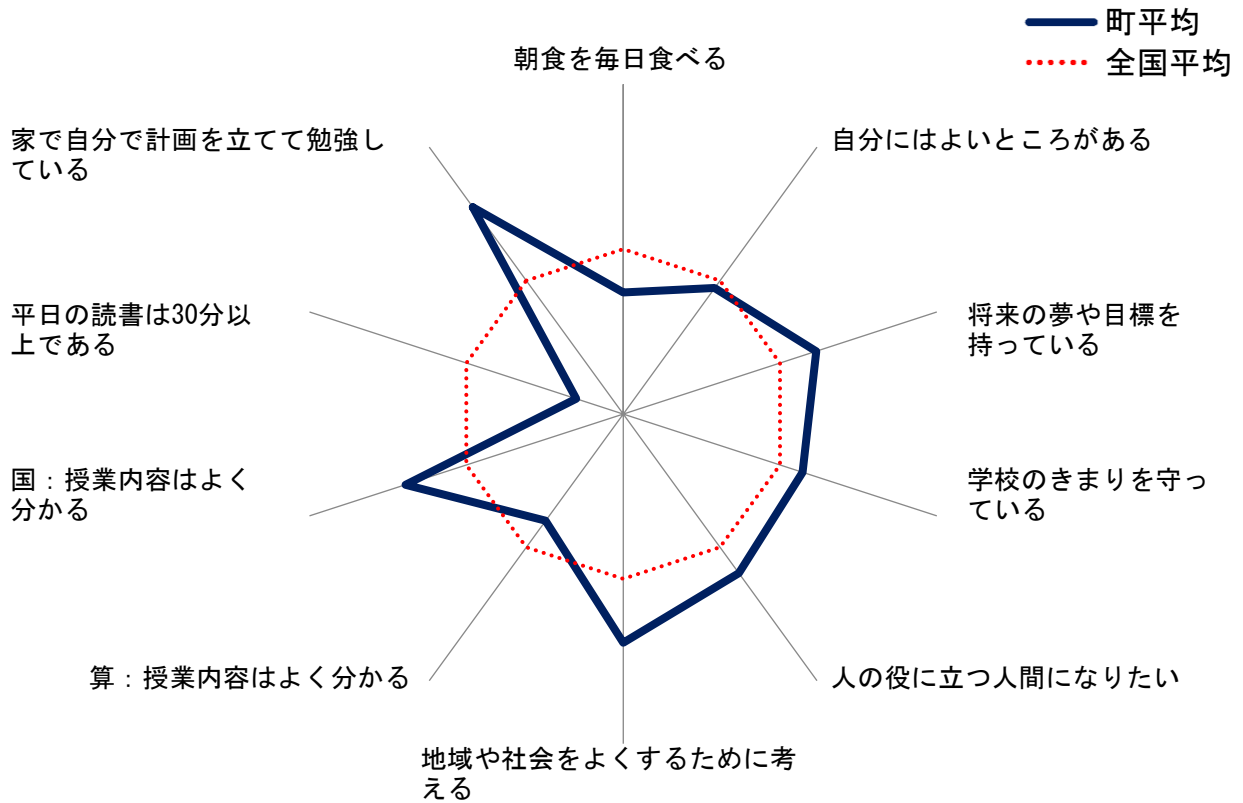 町平均
全国平均
朝食を毎日食べる
自分にはよいところがある
将来の夢や目標を
持っている
学校のきまりを守っ
ている
人の役に立つ人間になりたい
地域や社会をよくするために考
える
算：授業内容はよく分かる
国：授業内容はよく
分かる
平日の読書は30分以
上である
家で自分で計画を立てて勉強し
ている